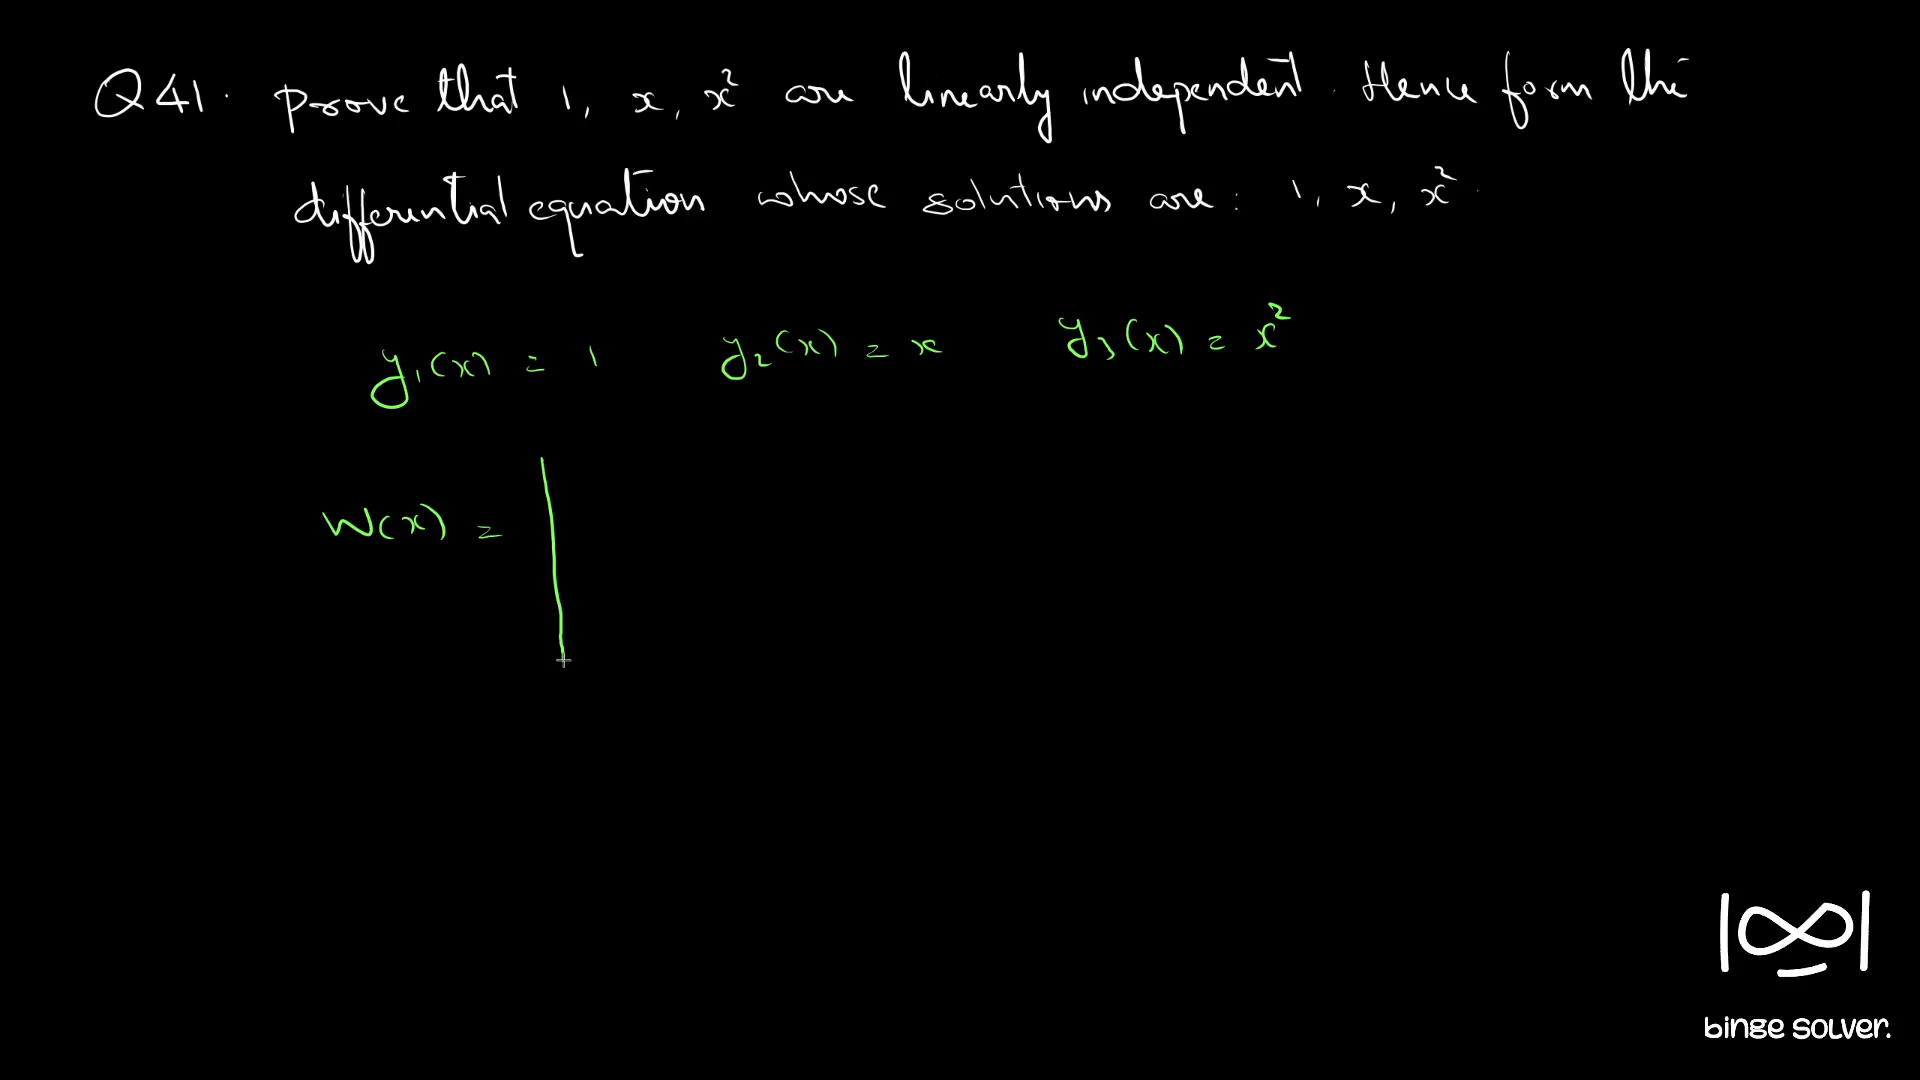 Q41. prove that 1, x, x² are linearly independent. Hence form the
differential equation whose solutions are : 1, x, x².
y₁(x) = 1 y₂(x) = x y₃(x) = x²
W(x) = |
binge solver.